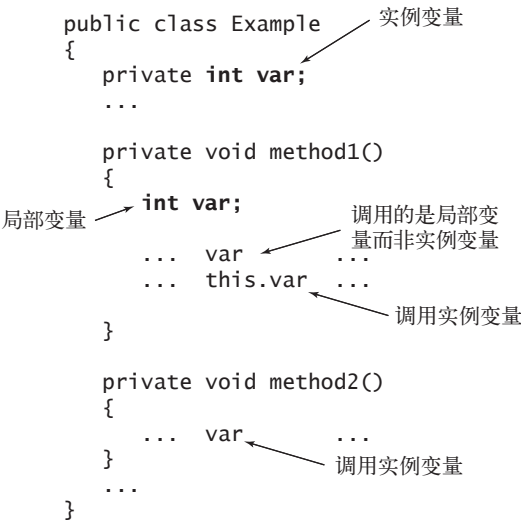 public class Example
实例变量
{
private int var;
...
private void method1()
{
局部变量
int var;
调用的是局部变
量而非实例变量
... var ...
... this.var ...
调用实例变量
}
private void method2()
{
... var ...
}
调用实例变量
...
}